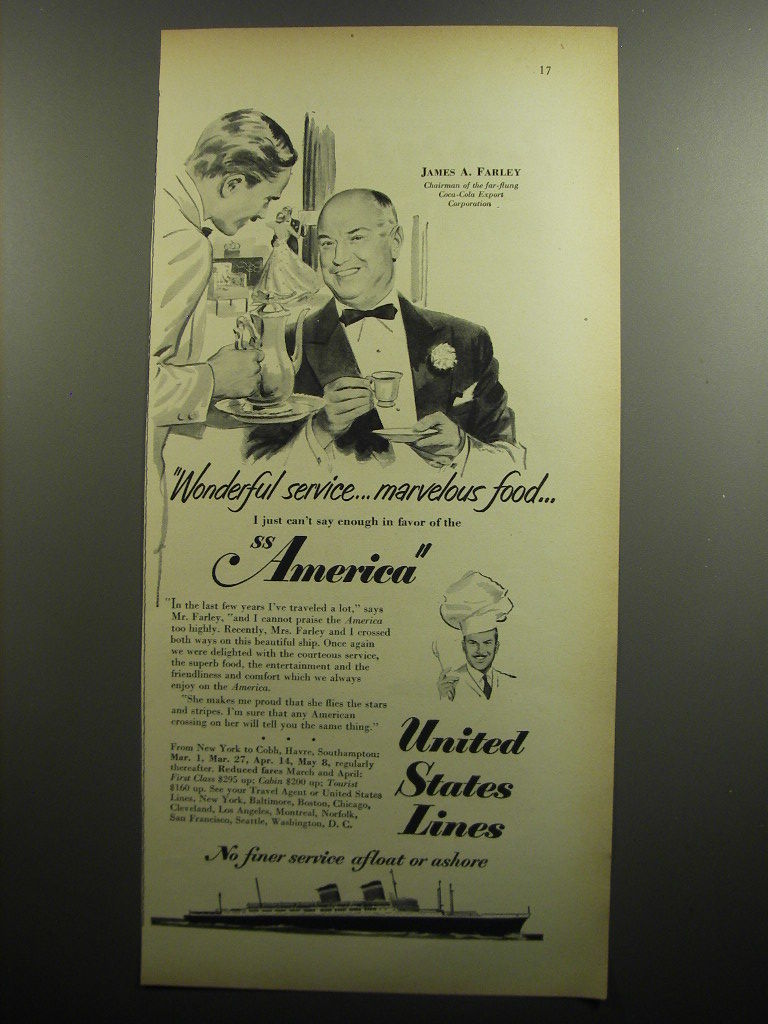 17
JAMES A. FARLEY
Chairman of the far-flung
Coca-Cola Export
Corporation
"Wonderful service... marvelous food...
I just can't say enough in favor of the
SS
America"
"In the last few years I've traveled a lot," says
Mr. Farley, "and I cannot praise the America
too highly. Recently, Mrs. Farley and I crossed
both ways on this beautiful ship. Once again
we were delighted with the courteous service,
the superb food, the entertainment and the
friendliness and comfort which we always
enjoy on the America.
"She makes me proud that she flies the stars
and stripes. I'm sure that any American
crossing on her will tell you the same thing."
• • •
From New York to Cobh, Havre, Southampton:
Mar. 1, Mar. 27, Apr. 14, May 8, regularly
thereafter. Reduced fares March and April:
First Class $295 up; Cabin $200 up; Tourist
$160 up. See your Travel Agent or United States
Lines, New York, Baltimore, Boston, Chicago,
Cleveland, Los Angeles, Montreal, Norfolk,
San Francisco, Seattle, Washington, D. C.
United
States
Lines
No finer service afloat or ashore